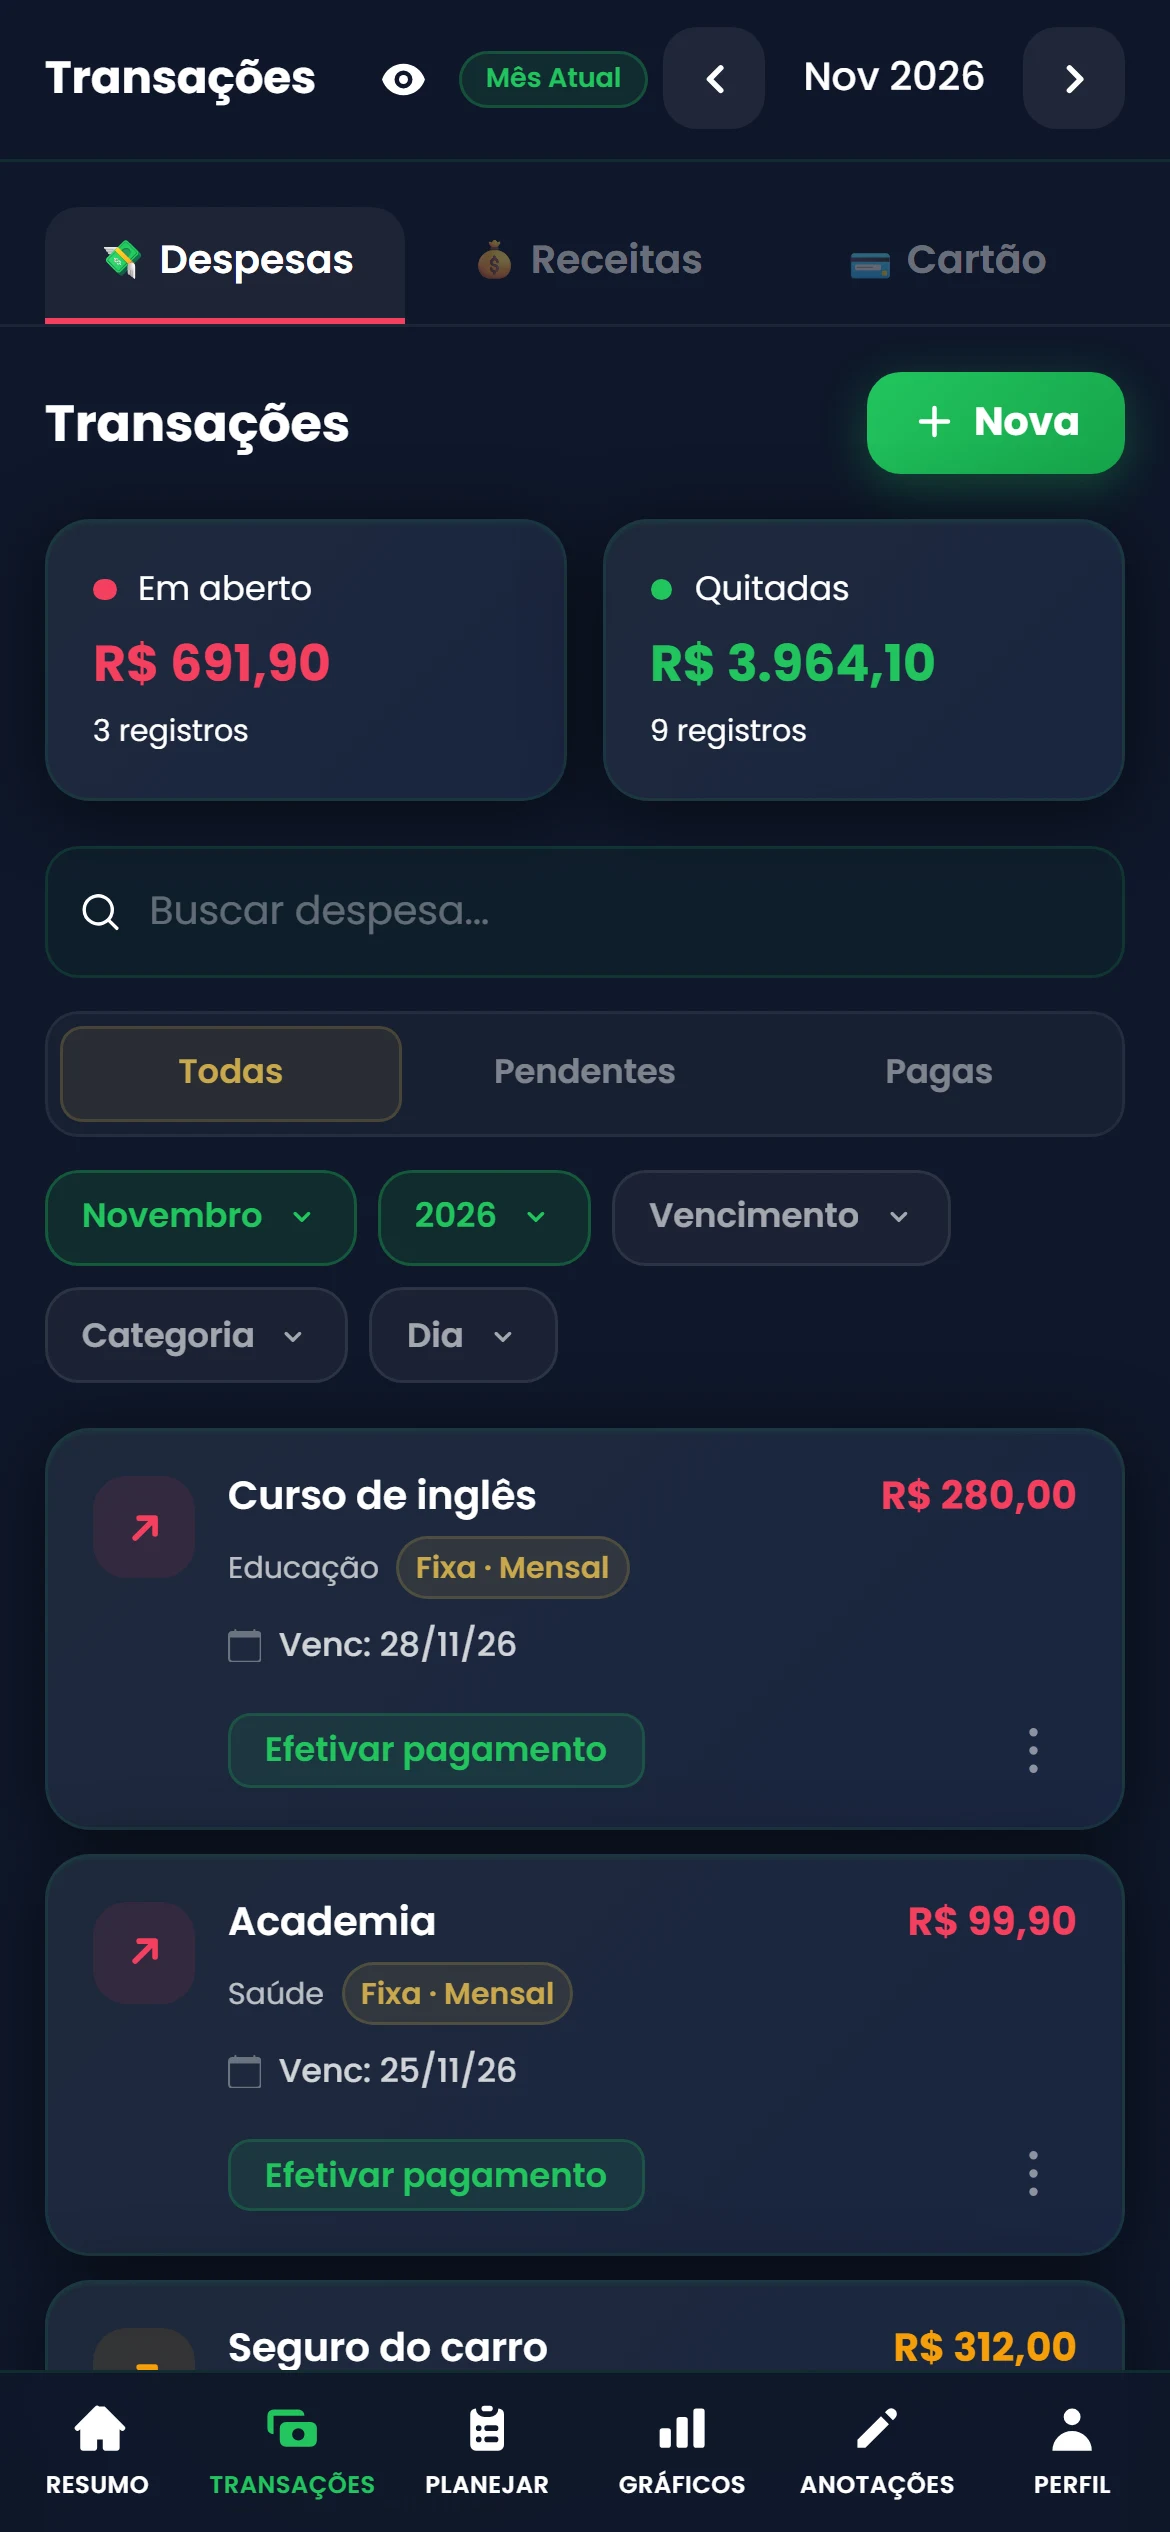 Transações
Mês Atual
Nov 2026
Despesas
Receitas
Cartão
Transações
+ Nova
Em aberto
R$ 691,90
3 registros
Quitadas
R$ 3.964,10
9 registros
Buscar despesa...
Todas
Pendentes
Pagas
Novembro
2026
Vencimento
Categoria
Dia
Curso de inglês
R$ 280,00
Educação
Fixa · Mensal
Venc: 28/11/26
Efetivar pagamento
Academia
R$ 99,90
Saúde
Fixa · Mensal
Venc: 25/11/26
Efetivar pagamento
Seguro do carro
R$ 312,00
RESUMO
TRANSAÇÕES
PLANEJAR
GRÁFICOS
ANOTAÇÕES
PERFIL